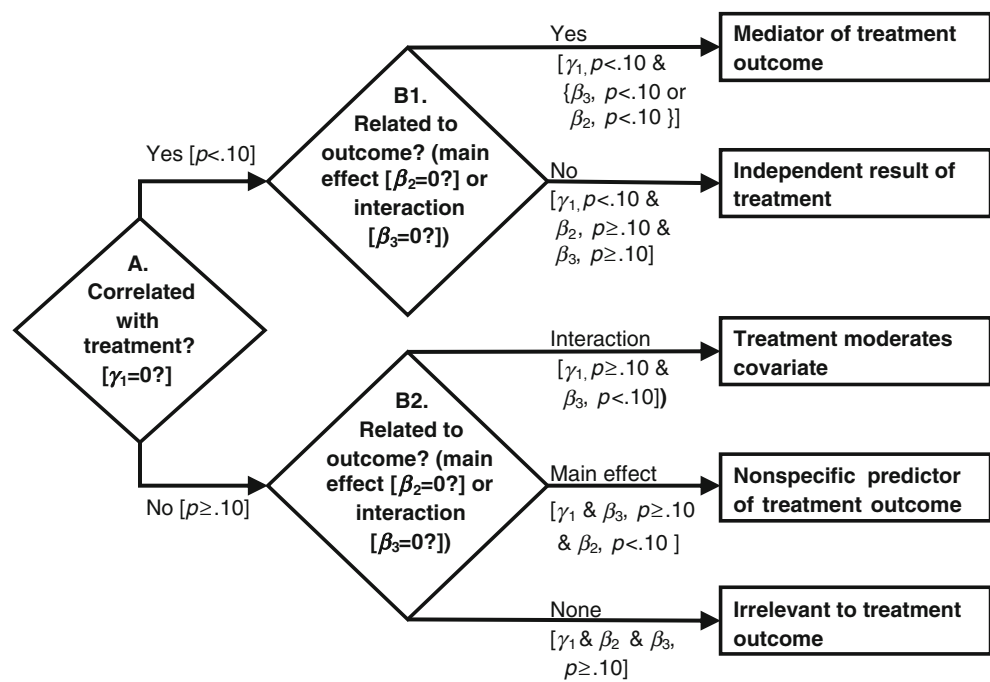 A.
Correlated
with
treatment?
[γ₁=0?]
Yes [p<.10]
No [p≥.10]
B1.
Related to
outcome? (main
effect [β₂=0?] or
interaction
[β₃=0?])
Yes
[γ₁, p<.10 &
{β₃, p<.10 or
β₂, p<.10 }]
Mediator of treatment
outcome
No
[γ₁, p<.10 &
β₂, p≥.10 &
β₃, p≥.10]
Independent result of
treatment
B2.
Related to
outcome? (main
effect [β₂=0?] or
interaction
[β₃=0?])
Interaction
[γ₁, p≥.10 &
β₃, p<.10])
Treatment moderates
covariate
Main effect
[γ₁ & β₃, p≥.10
& β₂, p<.10 ]
Nonspecific predictor
of treatment outcome
None
[γ₁ & β₂ & β₃,
p≥.10]
Irrelevant to treatment
outcome